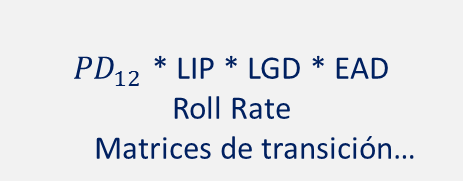 PD₁₂ * LIP * LGD * EAD
Roll Rate
Matrices de transición...